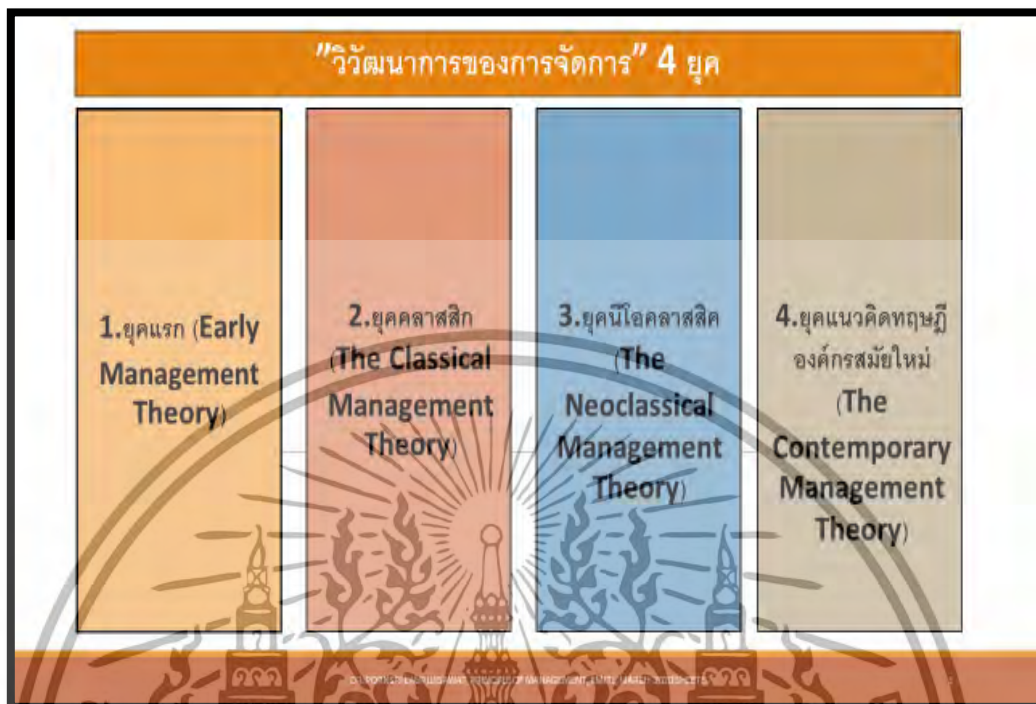 "วิวัฒนาการของการจัดการ" 4 ยุค
1.ยุคแรก (Early
Management
Theory)
2.ยุคคลาสสิก
(The Classical
Management
Theory)
3.ยุคนีโอคลาสสิค
(The
Neoclassical
Management
Theory)
4.ยุคแนวคิดทฤษฎี
องค์กรสมัยใหม่
(The
Contemporary
Management
Theory)
PRINCIPLES OF MANAGEMENT,